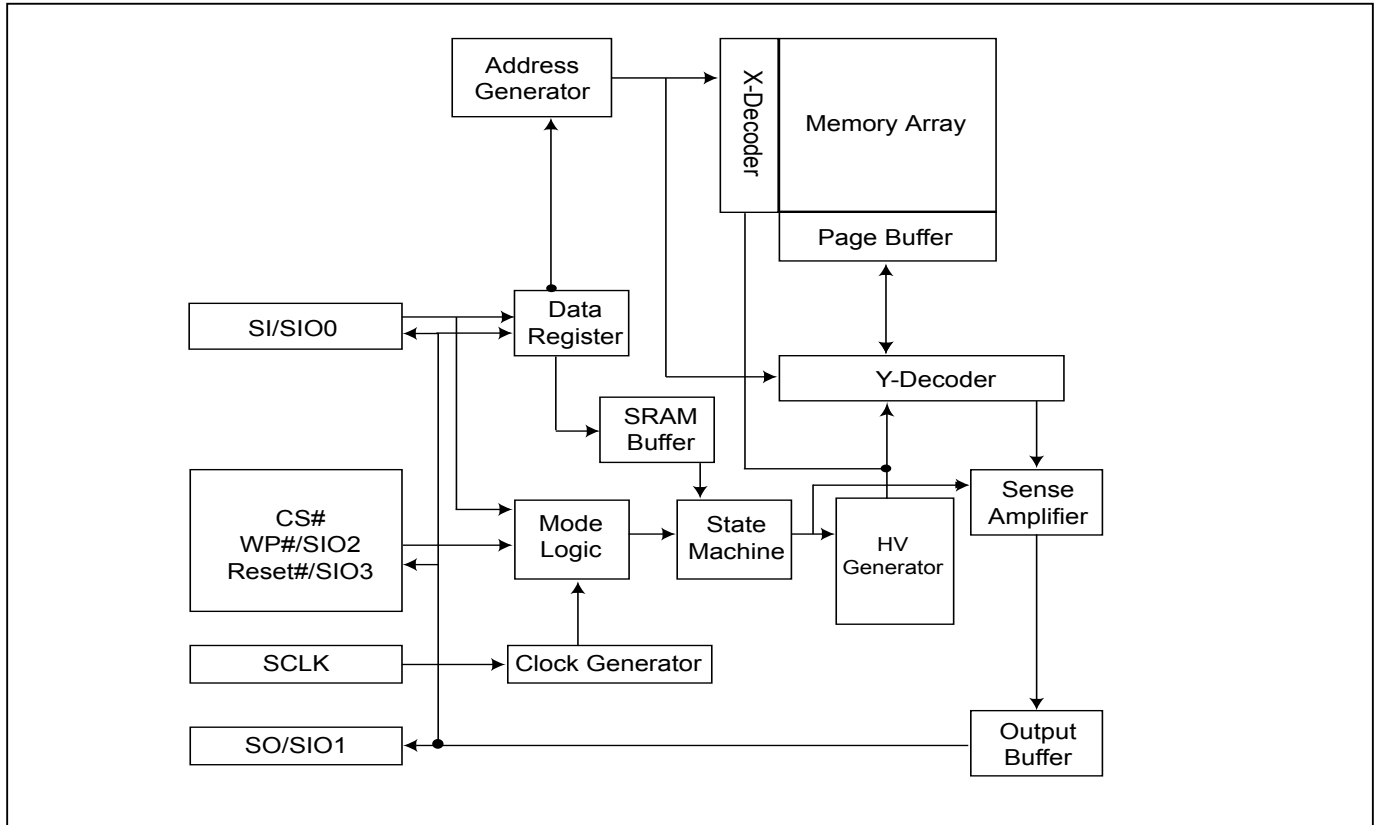 Address
Generator
X-Decoder
Memory Array
Page Buffer
SI/SIO0
Data
Register
Y-Decoder
SRAM
Buffer
CS#
WP#/SIO2
Reset#/SIO3
Mode
Logic
State
Machine
HV
Generator
Sense
Amplifier
SCLK
Clock Generator
SO/SIO1
Output
Buffer